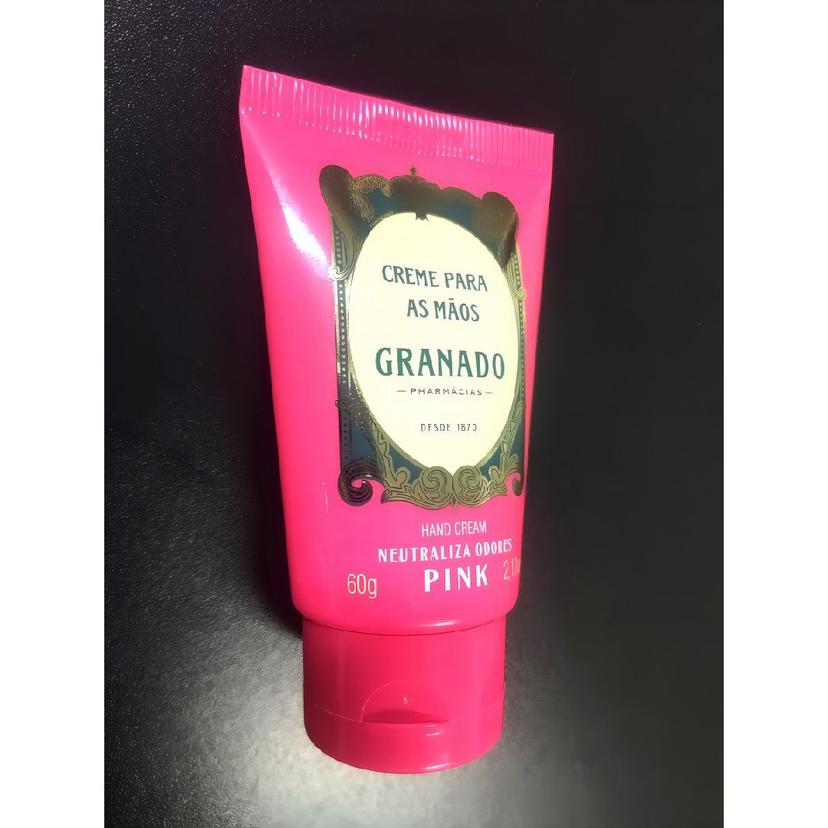 CREME PARA
AS MÃOS
GRANADO
PHARMÁCIAS
DESDE 1870
HAND CREAM
NEUTRALIZA ODORES
PINK
60g